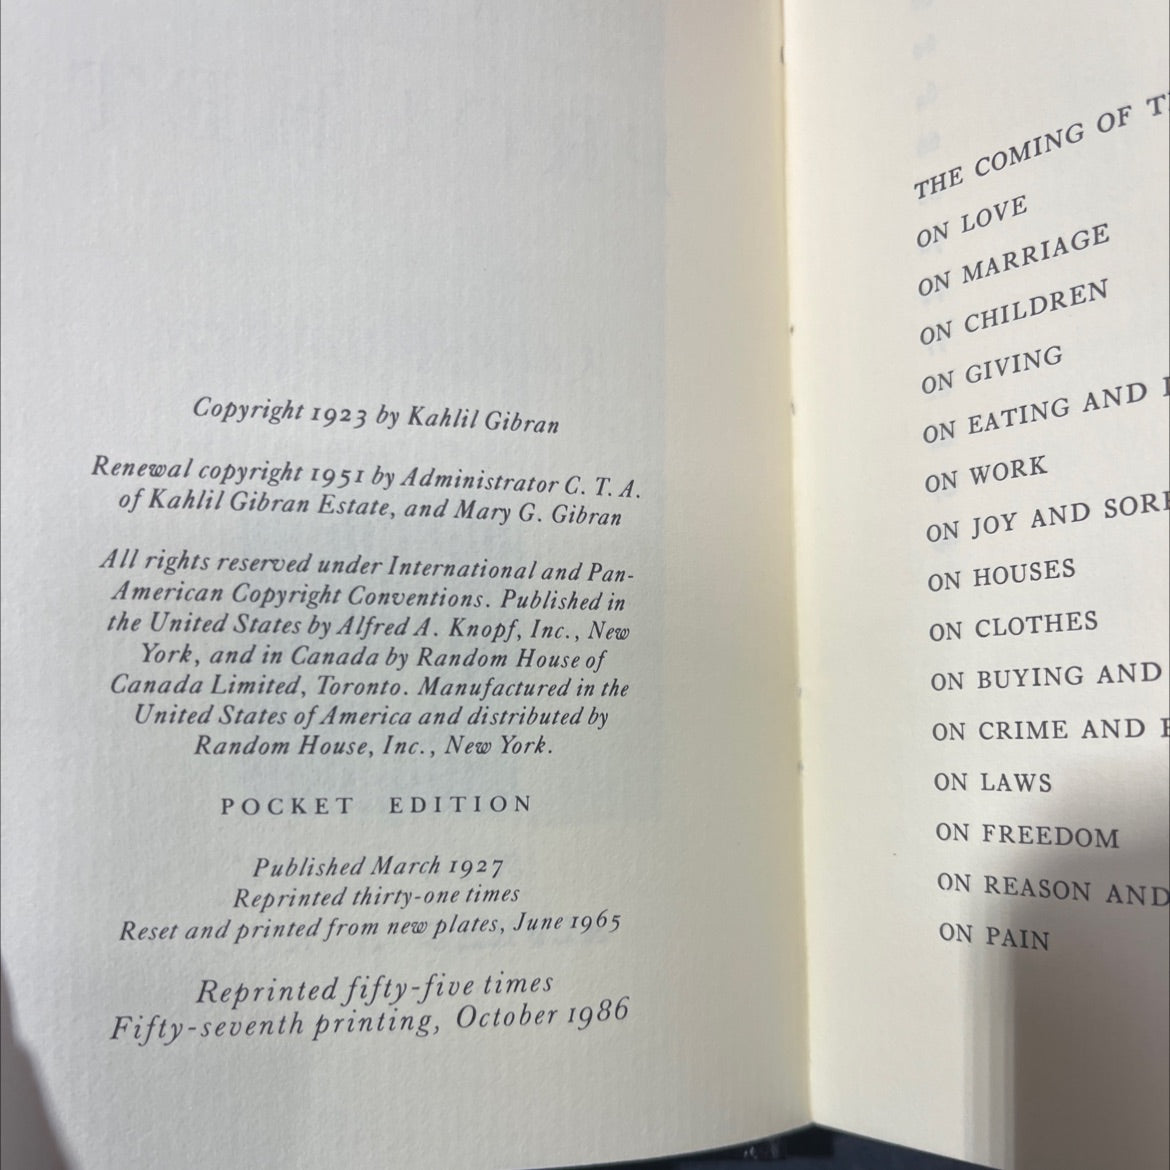 Copyright 1923 by Kahlil Gibran
Renewal copyright 1951 by Administrator C. T. A.
of Kahlil Gibran Estate, and Mary G. Gibran
All rights reserved under International and Pan-
American Copyright Conventions. Published in
the United States by Alfred A. Knopf, Inc., New
York, and in Canada by Random House of
Canada Limited, Toronto. Manufactured in the
United States of America and distributed by
Random House, Inc., New York.
POCKET EDITION
Published March 1927
Reprinted thirty-one times
Reset and printed from new plates, June 1965
Reprinted fifty-five times
Fifty-seventh printing, October 1986
THE COMING OF
ON LOVE
ON MARRIAGE
ON CHILDREN
ON GIVING
ON EATING AND
ON WORK
ON JOY AND
ON HOUSES
ON CLOTHES
ON BUYING AND
ON CRIME AND
ON LAWS
ON FREEDOM
ON REASON AND
ON PAIN